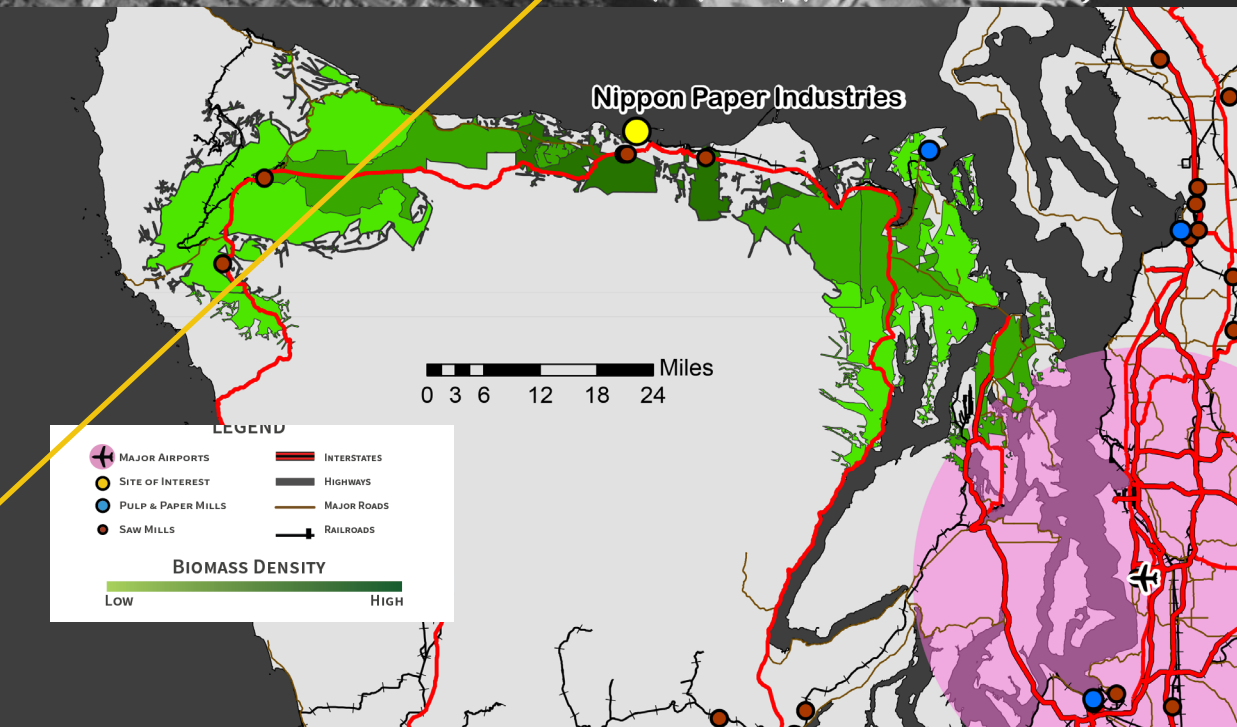 Nippon Paper Industries
Miles
0 3 6 12 18 24
LEGEND
Major Airports
Interstates
Site of Interest
Highways
Pulp & Paper Mills
Major Roads
Saw Mills
Railroads
Biomass Density
Low High